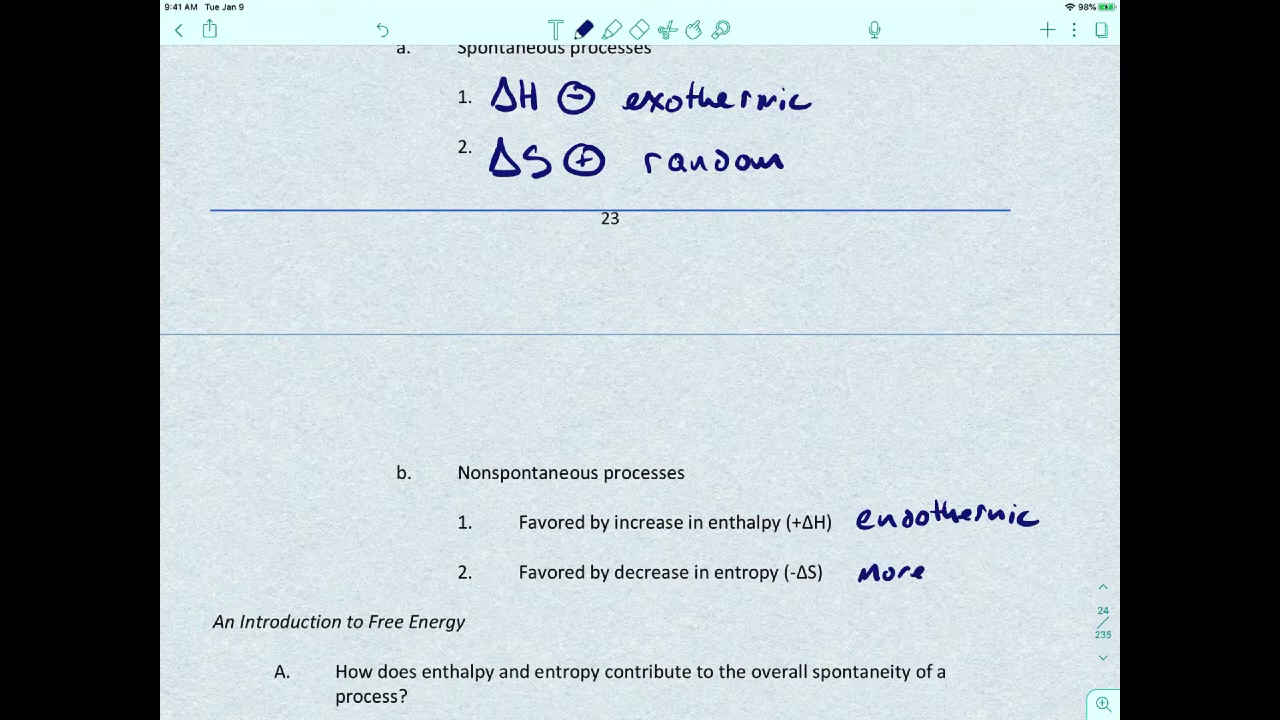 9:41 AM Tue Jan 9 98%
a. Spontaneous processes
1. ΔH ⊖ exothermic
2. ΔS ⊕ random
23
b. Nonspontaneous processes
1. Favored by increase in enthalpy (+ΔH) endothermic
2. Favored by decrease in entropy (-ΔS) more
An Introduction to Free Energy
24
/
235
A. How does enthalpy and entropy contribute to the overall spontaneity of a
process?